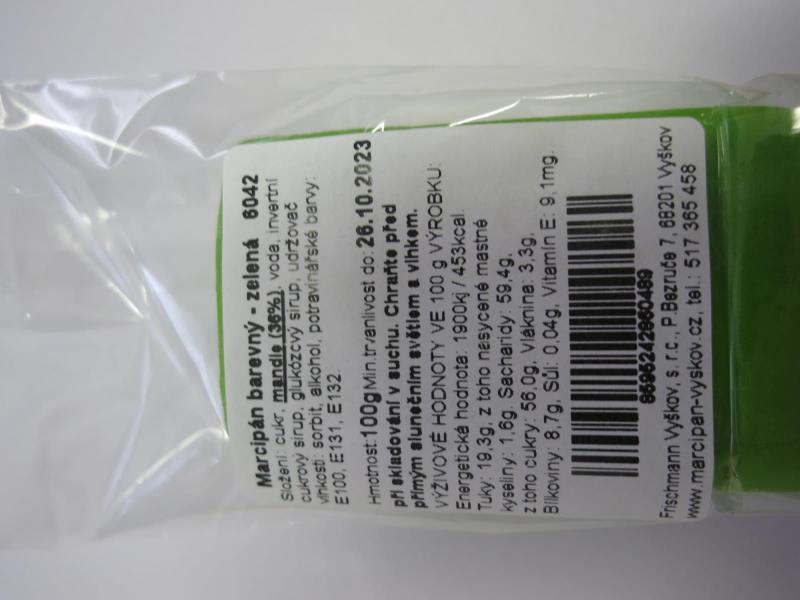 Marcipán barevný - zelená 6042
Složení: cukr, mandle (36%), voda, invertní
cukrový sirup, glukózový sirup, udržovač
vlhkosti: sorbit, alkohol, potravinářské barvy:
E100, E131, E132.
Hmotnost:100gMin.trvanlivost do:26.10.2023
při skladování v suchu. Chraňte před
přímým slunečním světlem a vlhkem.
VÝŽIVOVÉ HODNOTY VE 100 g VÝROBKU:
Energetická hodnota: 1900kj / 453kcal.
Tuky: 19,3g, z toho nasycené mastné
kyseliny: 1,6g. Sacharidy: 59,4g,
z toho cukry: 56,0g, Vláknina: 3,3g,
Bílkoviny: 8,7g, Sůl: 0,04g, Vitamín E: 9,1mg.
Frischmann Vyškov, s.r.o., P.Bezruče 7, 68201 Vyškov
www.marcipan-vyskov.cz, tel.: 517 365 458